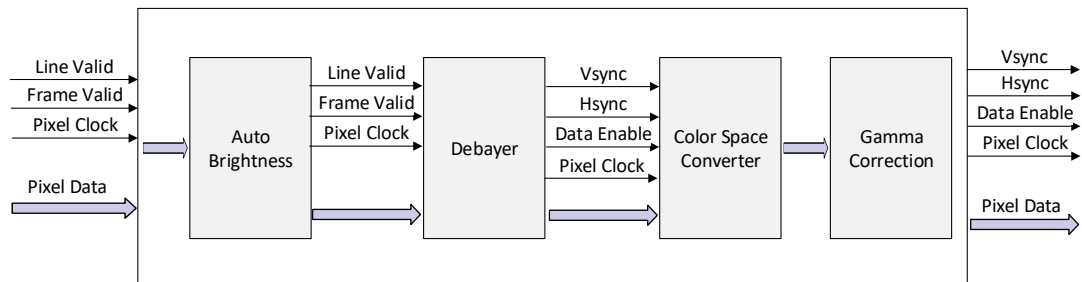 Line Valid
Frame Valid
Pixel Clock
Pixel Data
Auto
Brightness
Line Valid
Frame Valid
Pixel Clock
Debayer
Vsync
Hsync
Data Enable
Pixel Clock
Color Space
Converter
Gamma
Correction
Vsync
Hsync
Data Enable
Pixel Clock
Pixel Data